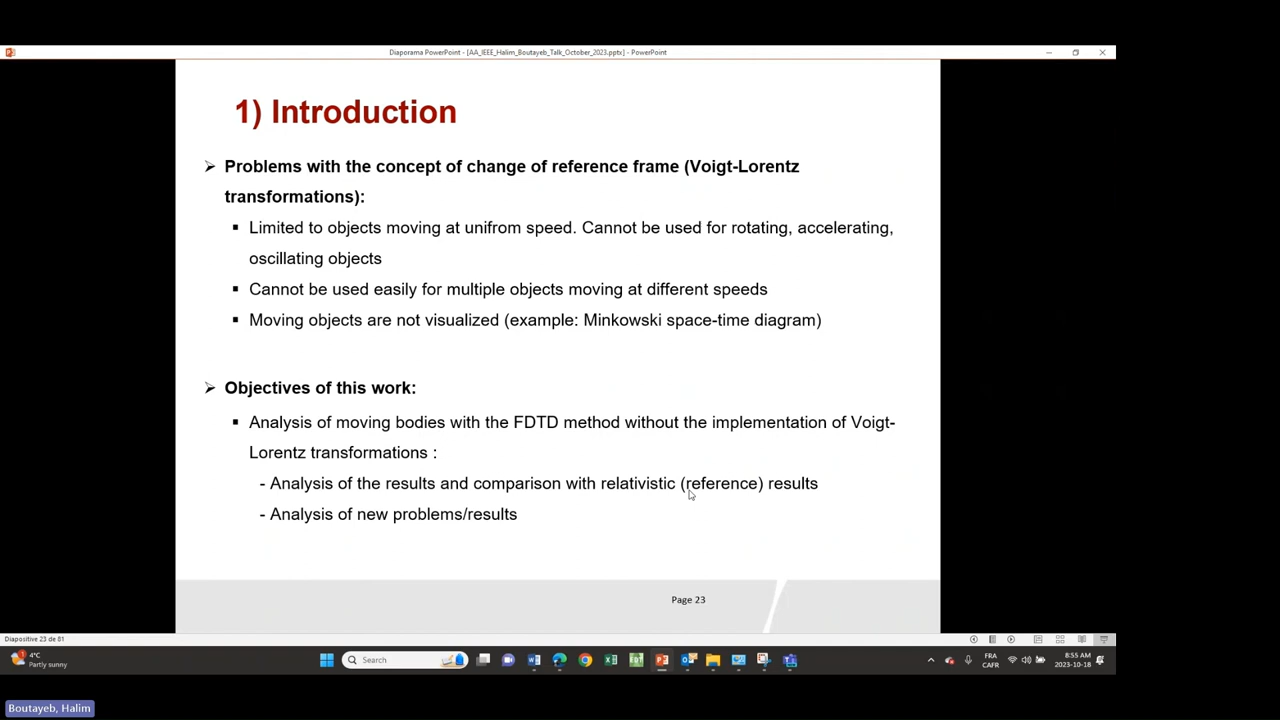 Diaporama PowerPoint - [AA_IEEE_Halim_Boutayeb_Talk_October_2023.pptx] - PowerPoint
1) Introduction
Problems with the concept of change of reference frame (Voigt-Lorentz
transformations):
Limited to objects moving at unifrom speed. Cannot be used for rotating, accelerating,
oscillating objects
Cannot be used easily for multiple objects moving at different speeds
Moving objects are not visualized (example: Minkowski space-time diagram)
Objectives of this work:
Analysis of moving bodies with the FDTD method without the implementation of Voigt-
Lorentz transformations :
- Analysis of the results and comparison with relativistic (reference) results
- Analysis of new problems/results
Page 23
Diapositive 23 de 81
4°C
Partly sunny
Search
FRA
CAFR
8:55 AM
2023-10-18
Boutayeb, Halim